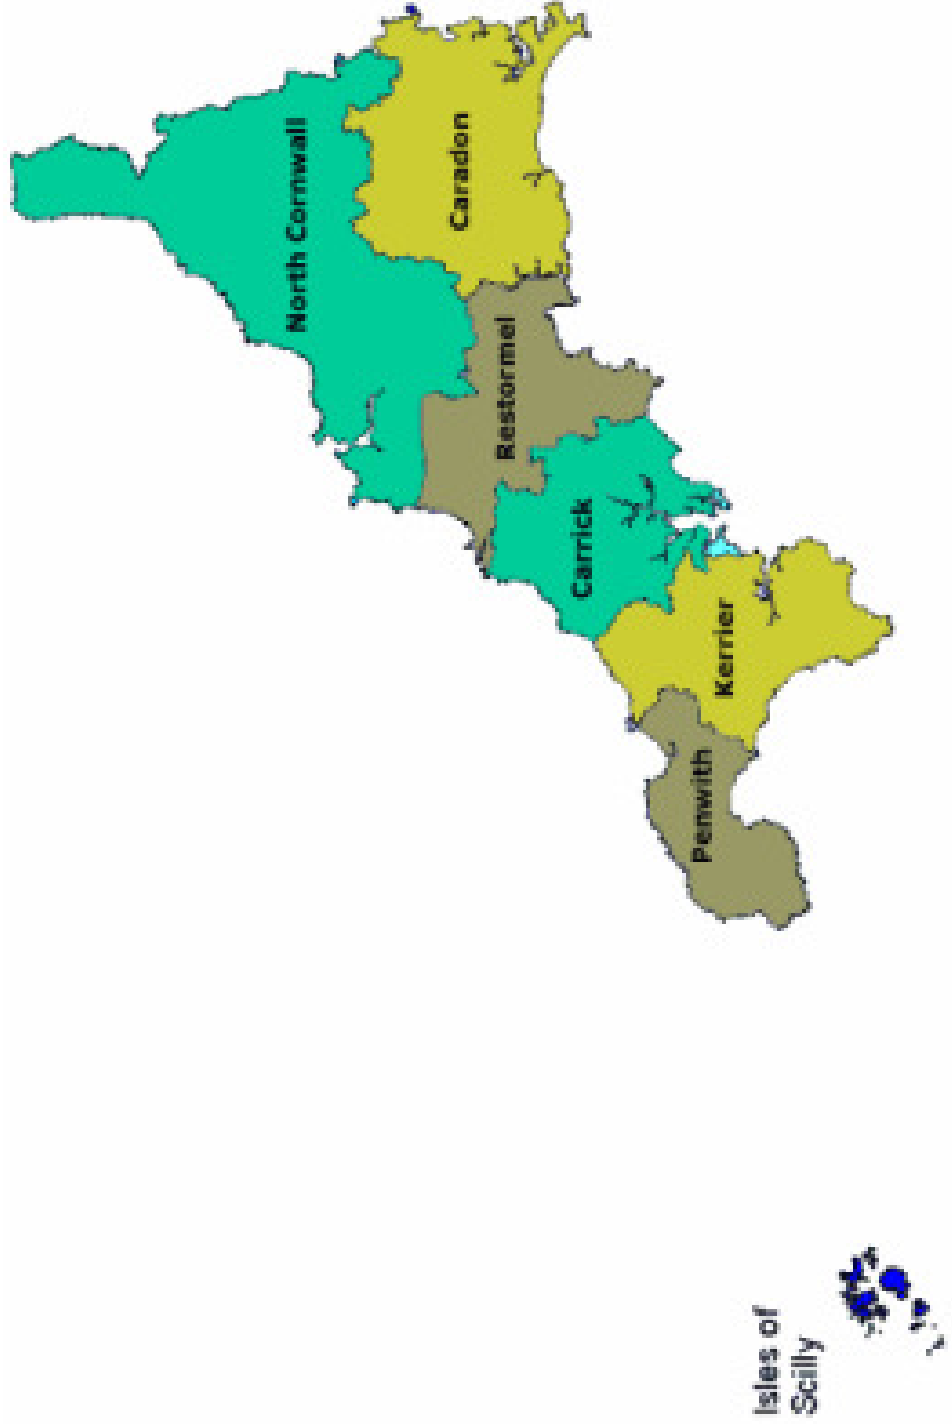 North Cornwall
Caradon
Restormel
Carrick
Kerrier
Penwith
Isles of
Scilly